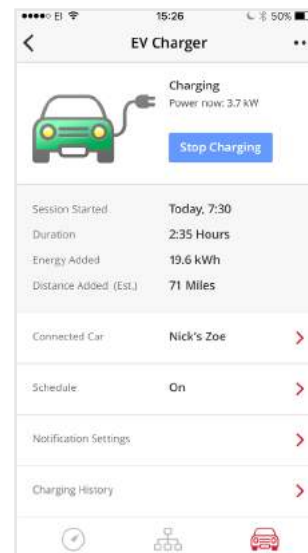 ●●●●○ El 15:26 50%
EV Charger
Charging
Power now: 3.7 kW
Stop Charging
Session Started Today, 7:30
Duration 2:35 Hours
Energy Added 19.6 kWh
Distance Added (Est.) 71 Miles
Connected Car Nick's Zoe
Schedule On
Notification Settings
Charging History